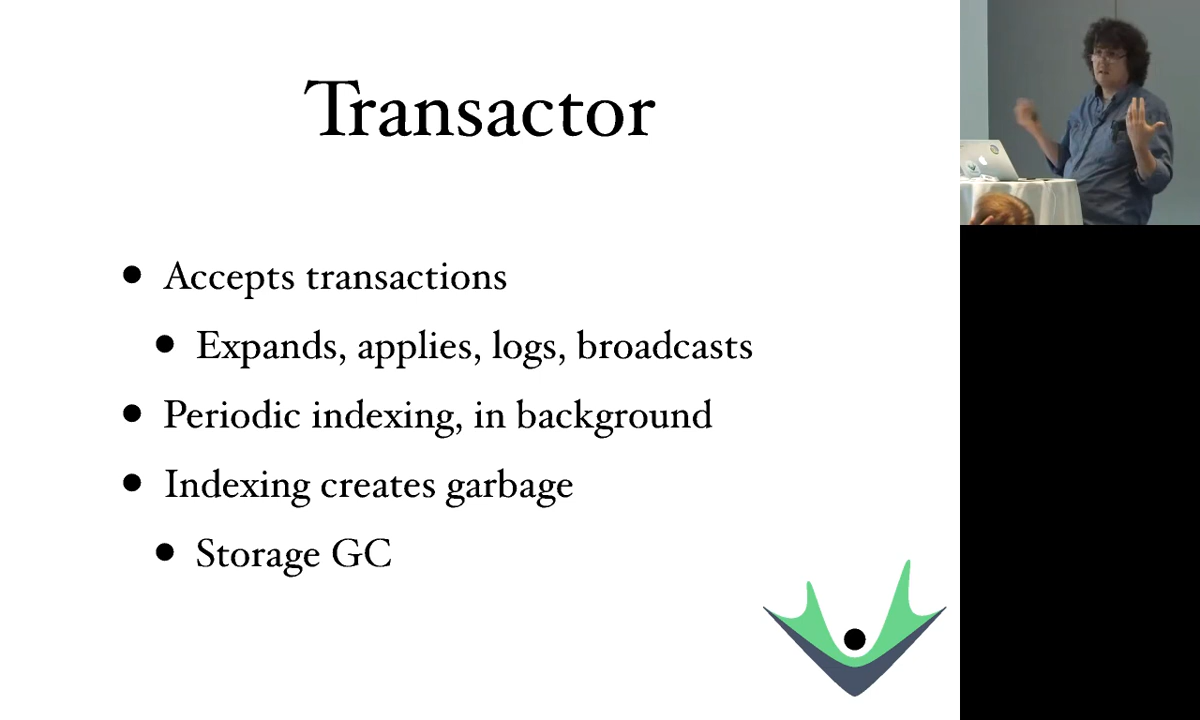 Transactor
• Accepts transactions
• Expands, applies, logs, broadcasts
• Periodic indexing, in background
• Indexing creates garbage
• Storage GC